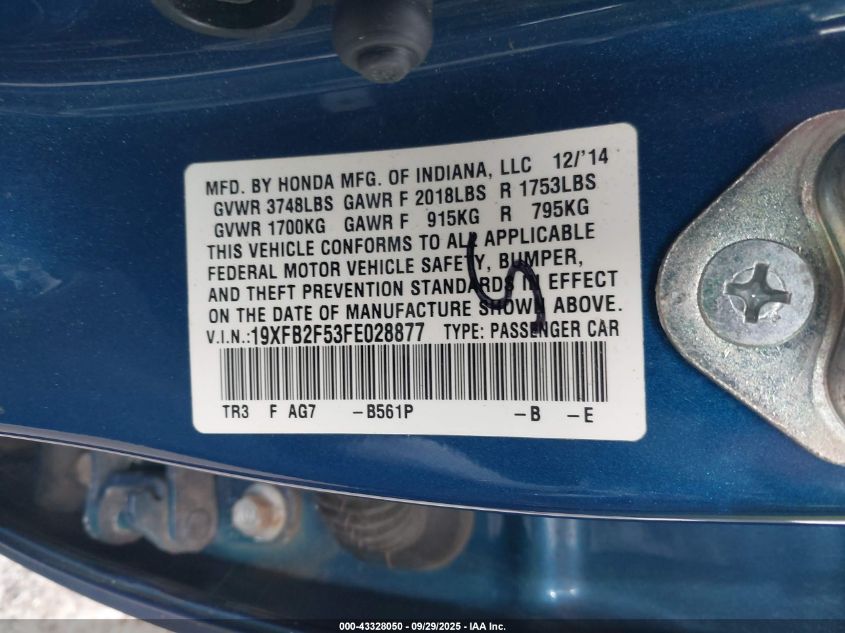 MFD. BY HONDA MFG. OF INDIANA, LLC 12/'14
GVWR 3748LBS GAWR F 2018LBS R 1753LBS
GVWR 1700KG GAWR F 915KG R 795KG
THIS VEHICLE CONFORMS TO ALL APPLICABLE
FEDERAL MOTOR VEHICLE SAFETY, BUMPER,
AND THEFT PREVENTION STANDARDS IN EFFECT
ON THE DATE OF MANUFACTURE SHOWN ABOVE.
V.I.N.:19XFB2F53FE028877 TYPE: PASSENGER CAR
TR3 F AG7 -B561P -B -E
000-43328050 - 09/29/2025 - IAA Inc.